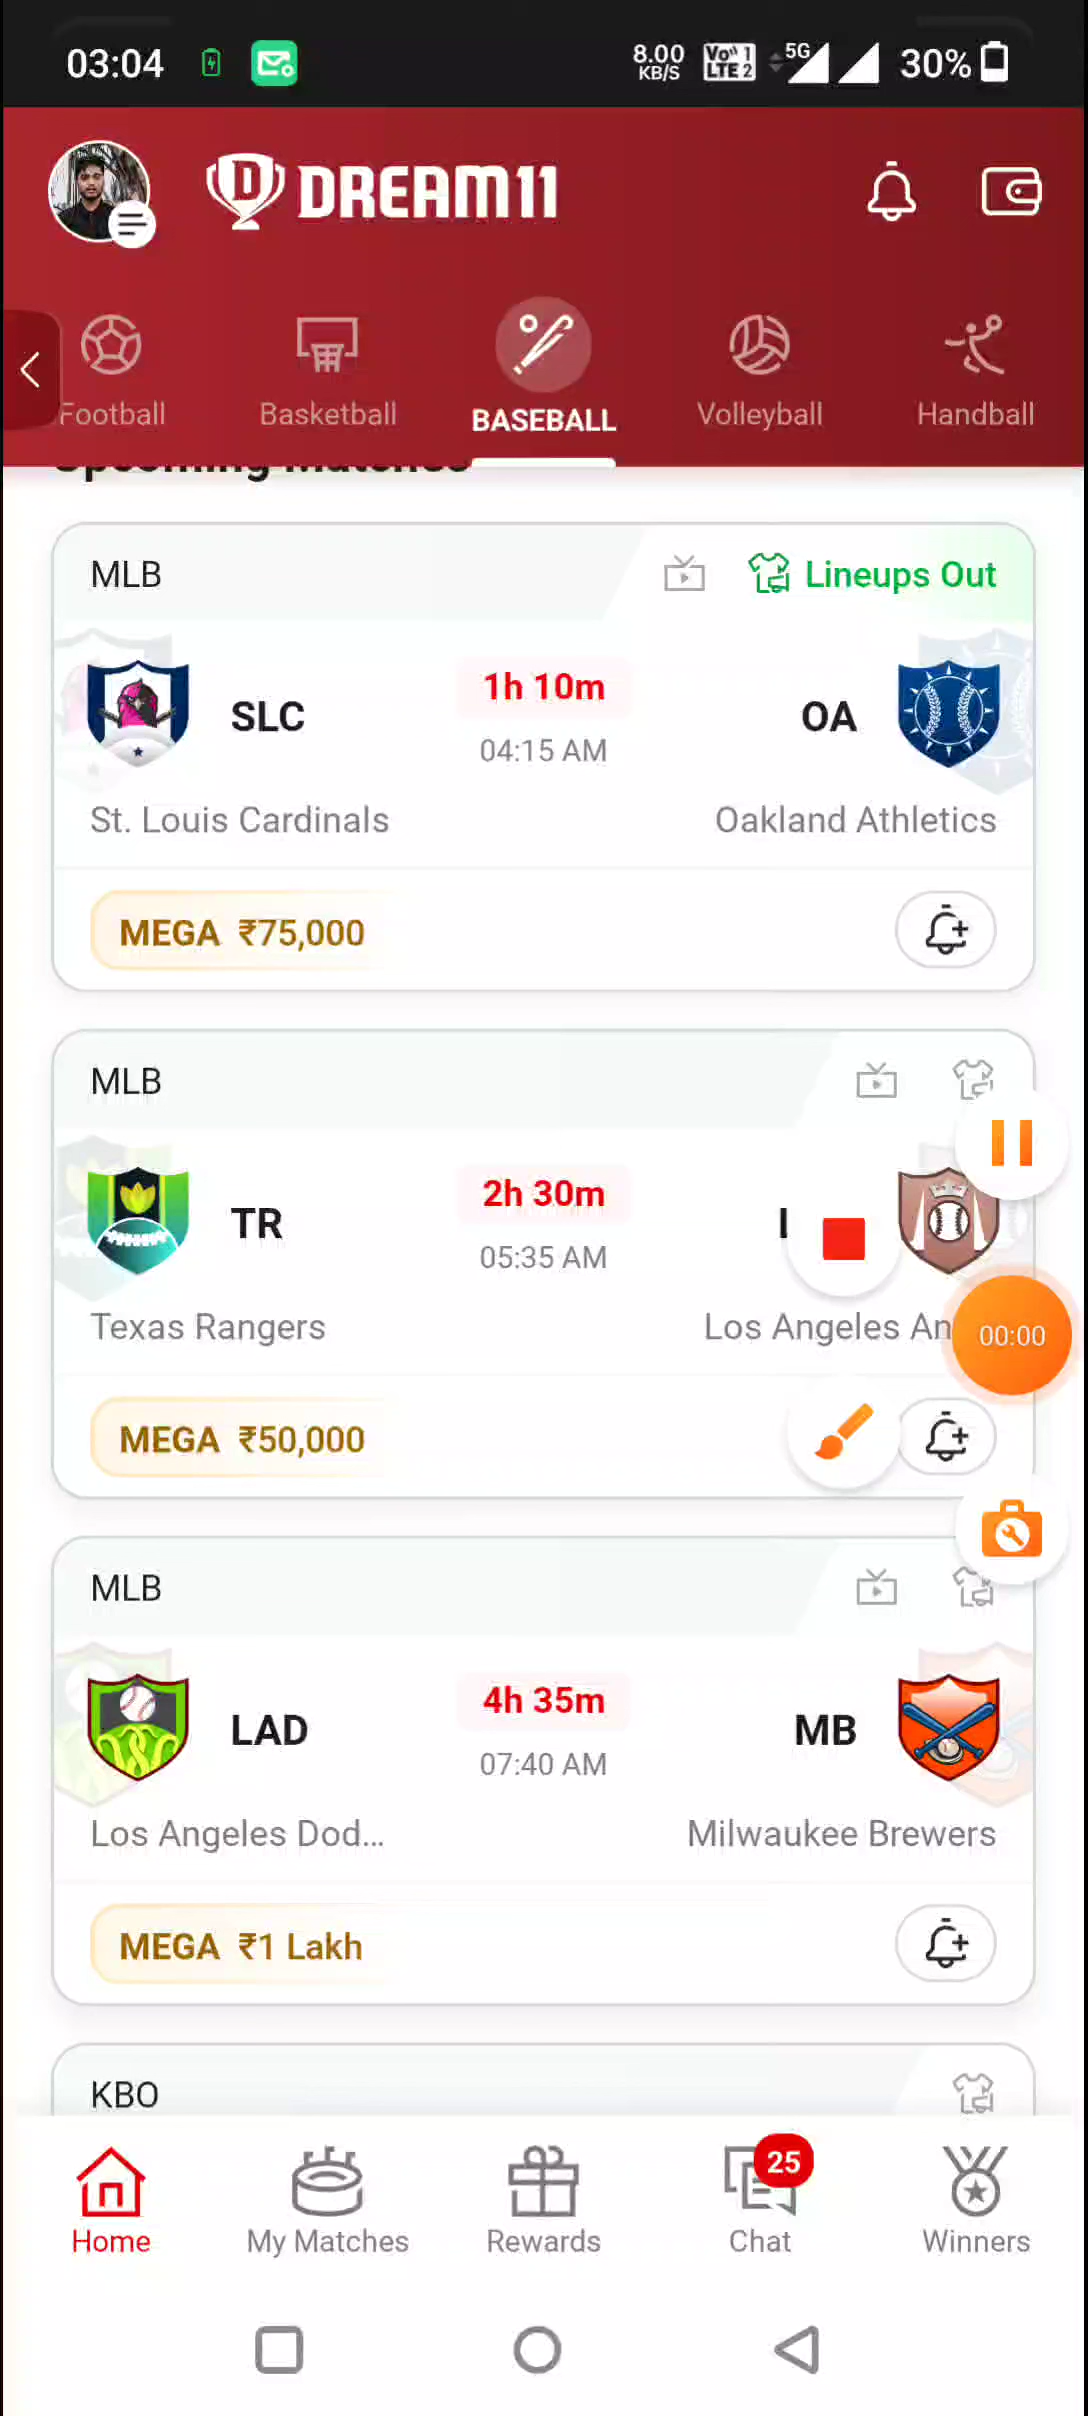 03:04
8.00 KB/S
Vo)) 1 LTE 2
5G
30%
DREAM11
Football
Basketball
BASEBALL
Volleyball
Handball
Upcoming Matches
MLB
Lineups Out
SLC
1h 10m
OA
04:15 AM
St. Louis Cardinals
Oakland Athletics
MEGA ₹75,000
MLB
TR
2h 30m
05:35 AM
Texas Rangers
Los Angeles An
00:00
MEGA ₹50,000
MLB
LAD
4h 35m
MB
07:40 AM
Los Angeles Dod...
Milwaukee Brewers
MEGA ₹1 Lakh
KBO
25
Home
My Matches
Rewards
Chat
Winners